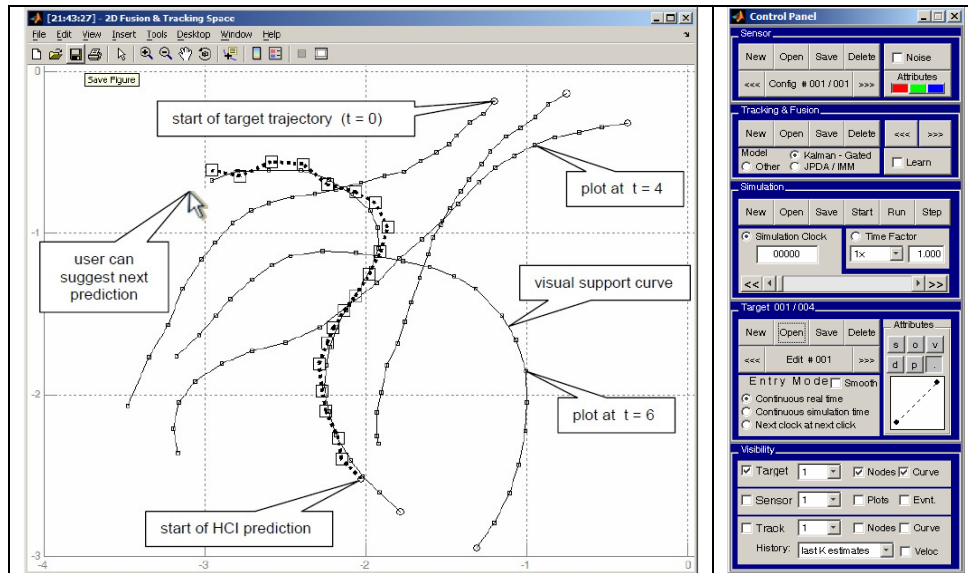 [21:43:27] - 2D Fusion & Tracking Space
File Edit View Insert Tools Desktop Window Help
Save Figure
0
start of target trajectory (t = 0)
plot at t = 4
-1
user can
suggest next
prediction
visual support curve
-2
plot at t = 6
start of HCI prediction
-3
-4 -3 -2 -1 0
Control Panel
Sensor
New Open Save Delete Noise
<<< Config # 001 / 001 >>> Attributes
Tracking & Fusion
New Open Save Delete <<< >>>
Model Kalman - Gated
Other JPDA / IMM Learn
Simulation
New Open Save Start Run Step
Simulation Clock Time Factor
00000 1x 1.000
<< >>
Target 001 / 004
New Open Save Delete Attributes
s o v
<<< Edit # 001 >>> d p .
Entry Mode Smooth
Continuous real time
Continuous simulation time
Next clock at next click
Visibility
Target 1 Nodes Curve
Sensor 1 Plots Evnt.
Track 1 Nodes Curve
History: last K estimates Veloc